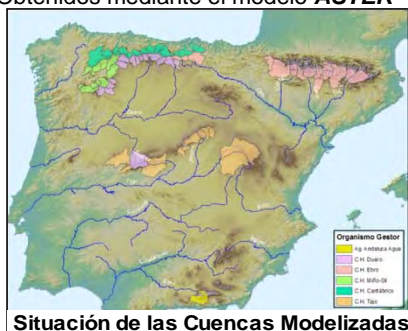 Obtenidos mediante el modelo ASTER
Organismo Gestor
Ag. Andaluza Agua
C.H. Duero
C.H. Ebro
C.H. Miño-Sil
C.H. Cantábrico
C.H. Tajo
Situación de las Cuencas Modelizadas